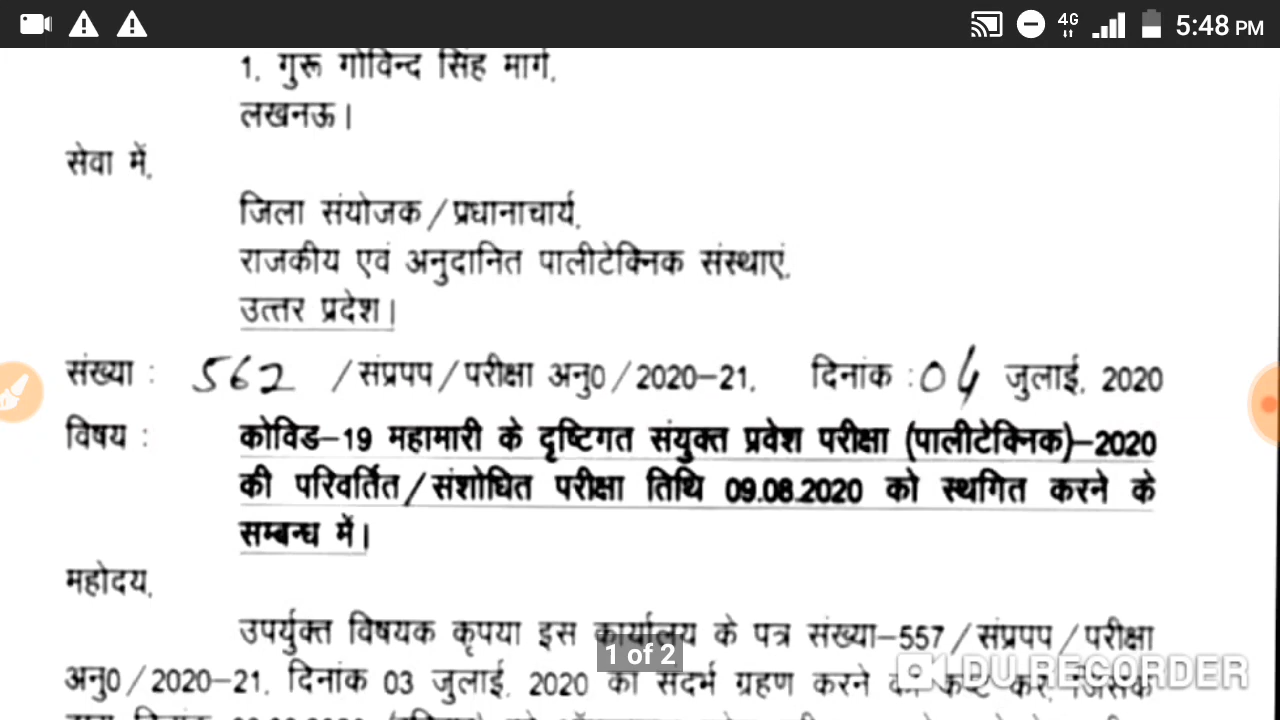 5:48 PM
4G
1, गुरू गोविन्द सिंह मार्ग,
लखनऊ।
सेवा में,
जिला संयोजक/प्रधानाचार्य,
राजकीय एवं अनुदानित पालीटेक्निक संस्थाएं,
उत्तर प्रदेश।
संख्या : 562 /संप्रपप/परीक्षा अनु0/2020-21, दिनांक : 04 जुलाई, 2020
विषय : कोविड-19 महामारी के दृष्टिगत संयुक्त प्रवेश परीक्षा (पालीटेक्निक)-2020
की परिवर्तित/संशोधित परीक्षा तिथि 09.08.2020 को स्थगित करने के
सम्बन्ध में।
महोदय,
उपर्युक्त विषयक कृपया इस कार्यालय के पत्र संख्या-557/संप्रपप/परीक्षा
1 of 2
अनु0/2020-21, दिनांक 03 जुलाई, 2020 का संदर्भ ग्रहण करने का कष्ट करें, जिसके
DU RECORDER